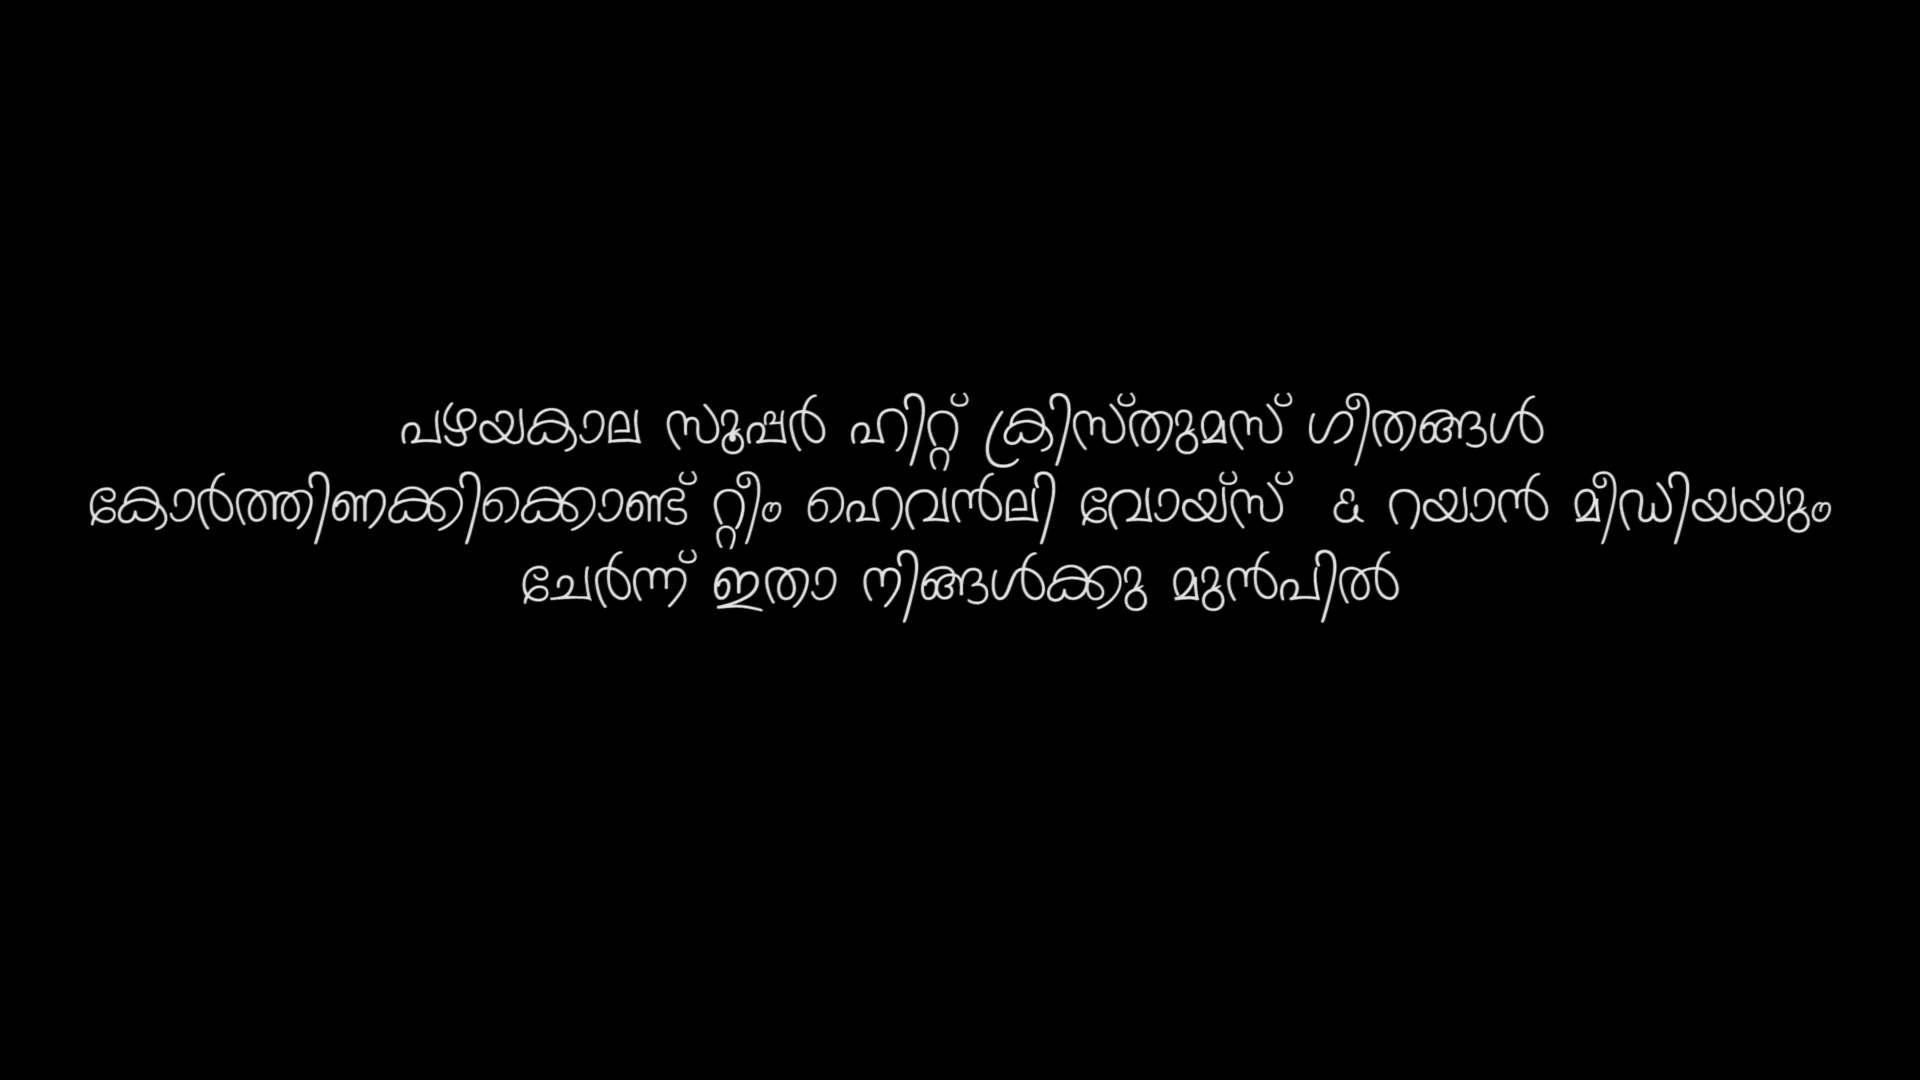 പഴയകാല സൂപ്പർ ഹിറ്റ് ക്രിസ്തുമസ് ഗീതങ്ങൾ
കോർത്തിണക്കിക്കൊണ്ട് റ്റീം ഹെവൻലി വോയ്സ് & റയാൻ മീഡിയയും
ചേർന്ന് ഇതാ നിങ്ങൾക്കു മുൻപിൽ